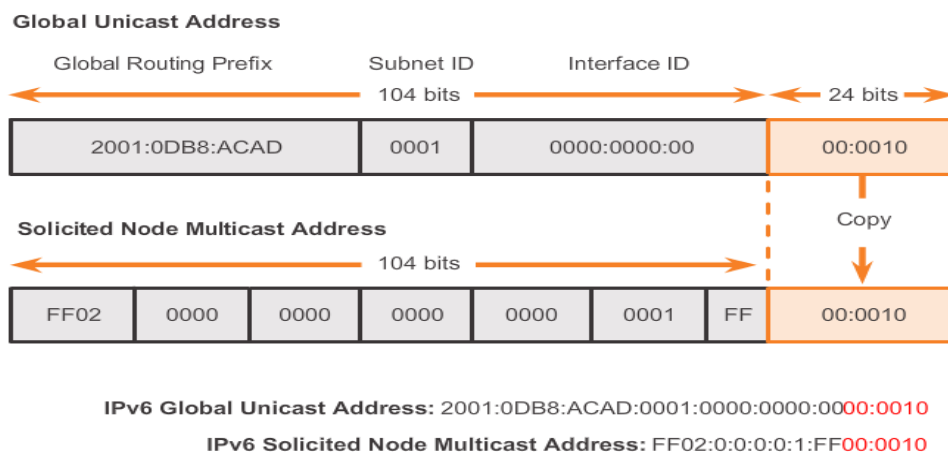 Global Unicast Address
Global Routing Prefix Subnet ID Interface ID
104 bits 24 bits
2001:0DB8:ACAD 0001 0000:0000:00 00:0010
Copy
Solicited Node Multicast Address
104 bits
FF02 0000 0000 0000 0000 0001 FF 00:0010
IPv6 Global Unicast Address: 2001:0DB8:ACAD:0001:0000:0000:0000:0010
IPv6 Solicited Node Multicast Address: FF02:0:0:0:0:1:FF00:0010